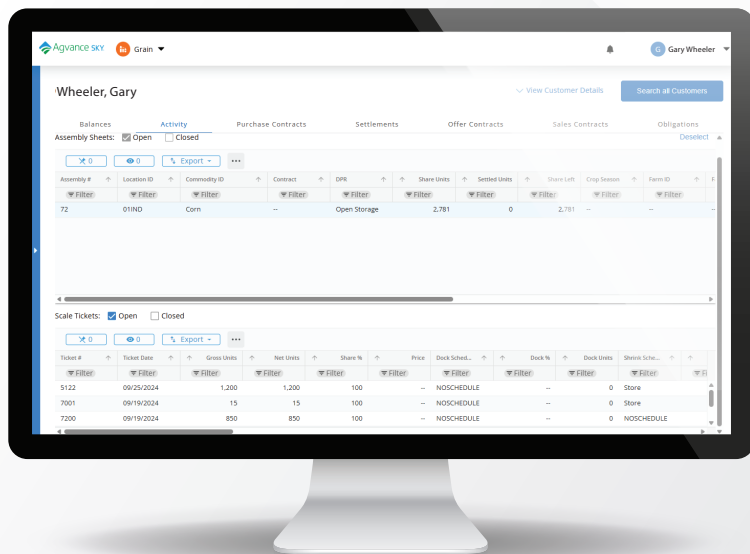 Agvance SKY Grain Gary Wheeler
G
Wheeler, Gary View Customer Details Search all Customers
Balances Activity Purchase Contracts Settlements Offer Contracts Sales Contracts Obligations
Assembly Sheets: Open Closed Deselect
0 0 Export ...
Assembly # Location ID Commodity ID Contract DPR Share Units Settled Units Share Left Crop Season Farm ID F
Filter Filter Filter Filter Filter Filter Filter Filter Filter Filter
72 01IND Corn -- Open Storage 2,781 0 2,781 -- -- --
Scale Tickets: Open Closed
0 0 Export ...
Ticket # Ticket Date Gross Units Net Units Share % Price Dock Sched... Dock % Dock Units Shrink Sche...
Filter Filter Filter Filter Filter Filter Filter Filter Filter Filter Fi
5122 09/25/2024 1,200 1,200 100 -- NOSCHEDULE -- 0 Store
7001 09/19/2024 15 15 100 -- NOSCHEDULE -- 0 Store
7200 09/19/2024 850 850 100 -- NOSCHEDULE -- 0 NOSCHEDULE